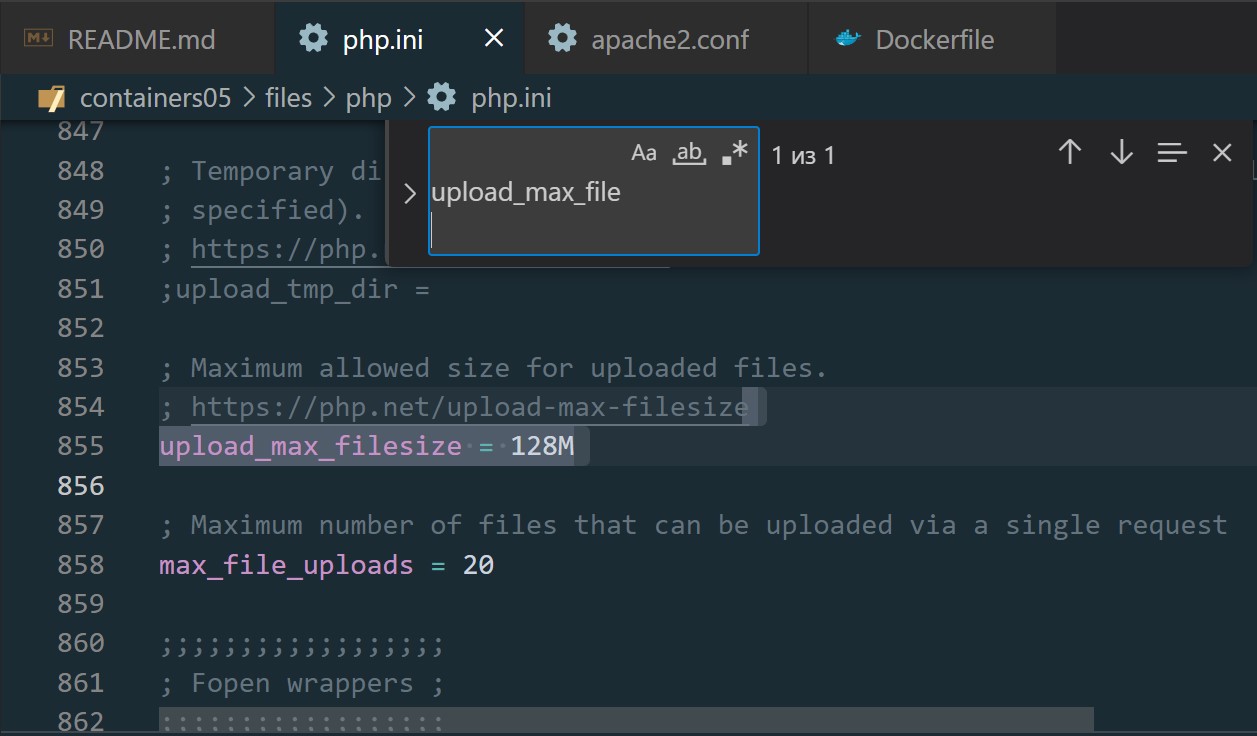 README.md php.ini × apache2.conf Dockerfile
containers05 > files > php > php.ini
Aa ab .* 1 из 1
upload_max_file
847
848 ; Temporary di
849 ; specified).
850 ; https://php.
851 ;upload_tmp_dir =
852
853 ; Maximum allowed size for uploaded files.
854 ; https://php.net/upload-max-filesize
855 upload_max_filesize = 128M
856
857 ; Maximum number of files that can be uploaded via a single request
858 max_file_uploads = 20
859
860 ;;;;;;;;;;;;;;;;;;
861 ; Fopen wrappers ;
862 ;;;;;;;;;;;;;;;;;;